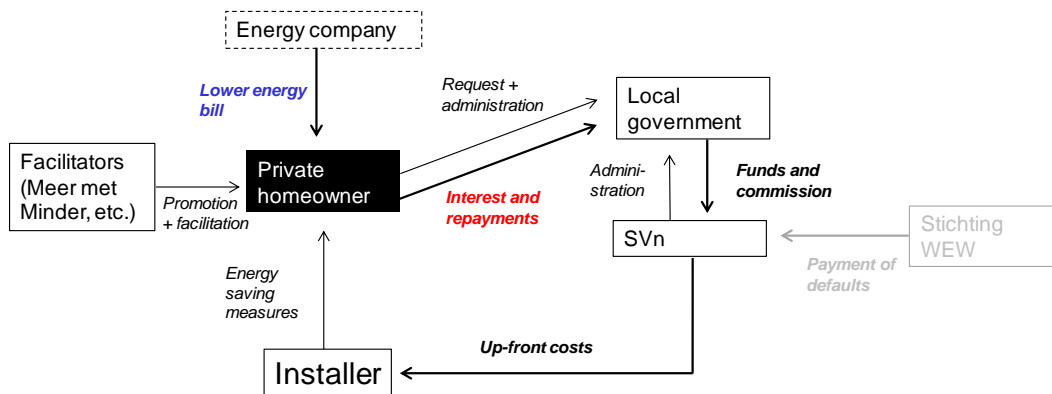 Energy company
Lower energy
bill
Request +
administration
Local
government
Facilitators
(Meer met
Minder, etc.)
Private
homeowner
Promotion
+ facilitation
Interest and
repayments
Admini-
stration
Funds and
commission
SVn
Stichting
WEW
Payment of
defaults
Energy
saving
measures
Up-front costs
Installer